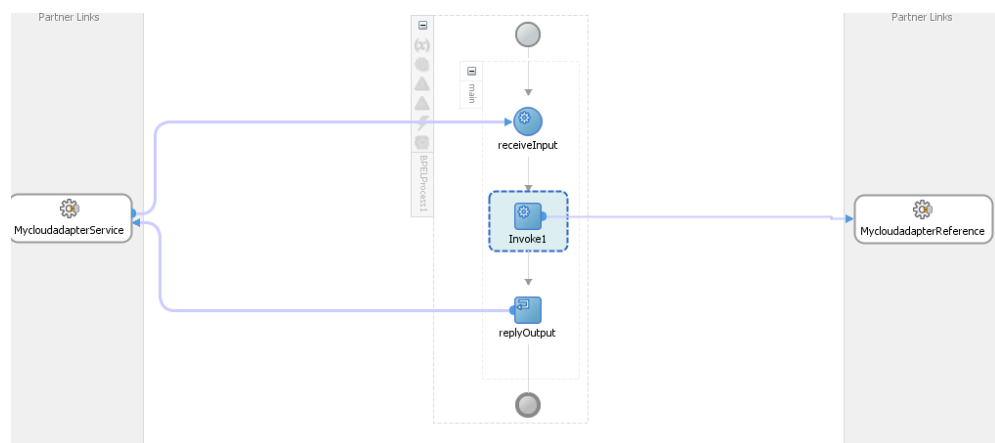 Partner Links
Partner Links
main
receiveInput
BPELProcess1
MycloudadapterService
Invoke1
MycloudadapterReference
replyOutput